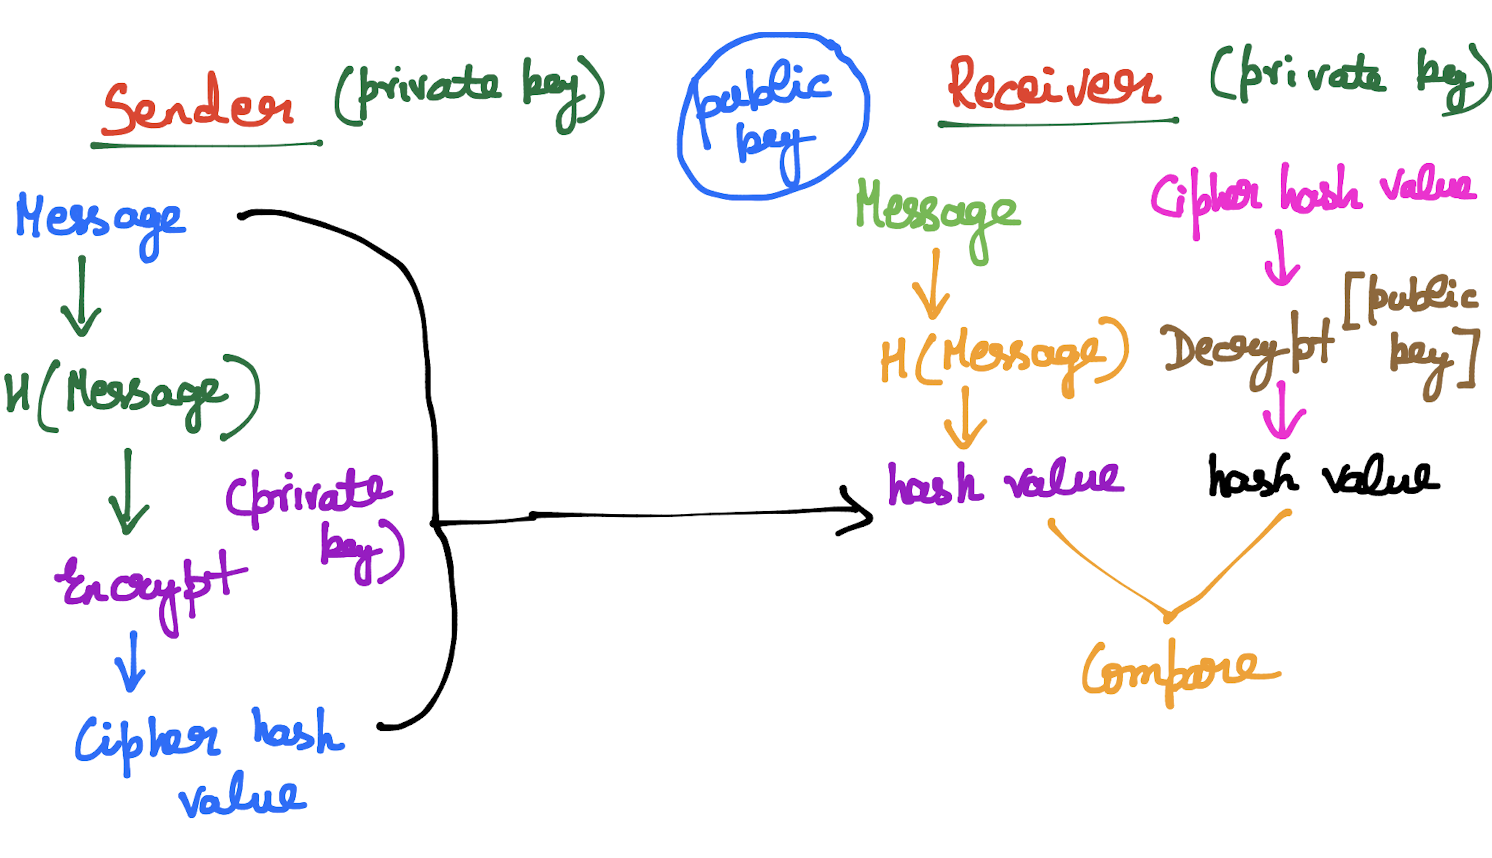 Sender (private key)
Message
H(Message)
(private
key)
Encrypt
Cipher hash
value
public
key
Receiver (private key)
Message
H(Message)
hash value
Cipher hash value
Decrypt [public
key]
hash value
Compare